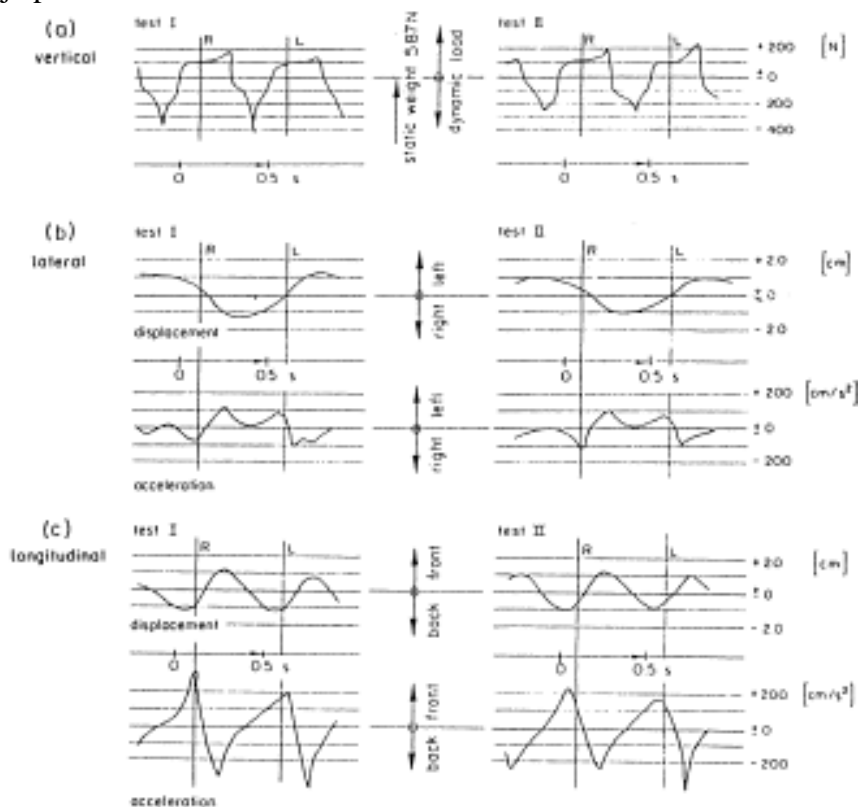 (a)
vertical
test I
R
L
static weight 587N
dynamic load
test II
R
L
+ 200 [N]
± 0
- 200
- 400
0 0.5 s
0 0.5 s
(b)
lateral
test I
R
L
left
right
test II
R
L
+ 2.0 [cm]
± 0
- 2.0
displacement
0 0.5 s
0 0.5 s
left
right
+ 200 [cm/s²]
± 0
- 200
acceleration
(c)
longitudinal
test I
R
L
front
back
test II
R
L
+ 2.0 [cm]
± 0
- 2.0
displacement
0 0.5 s
0 0.5 s
front
back
+ 200 [cm/s²]
± 0
- 200
acceleration